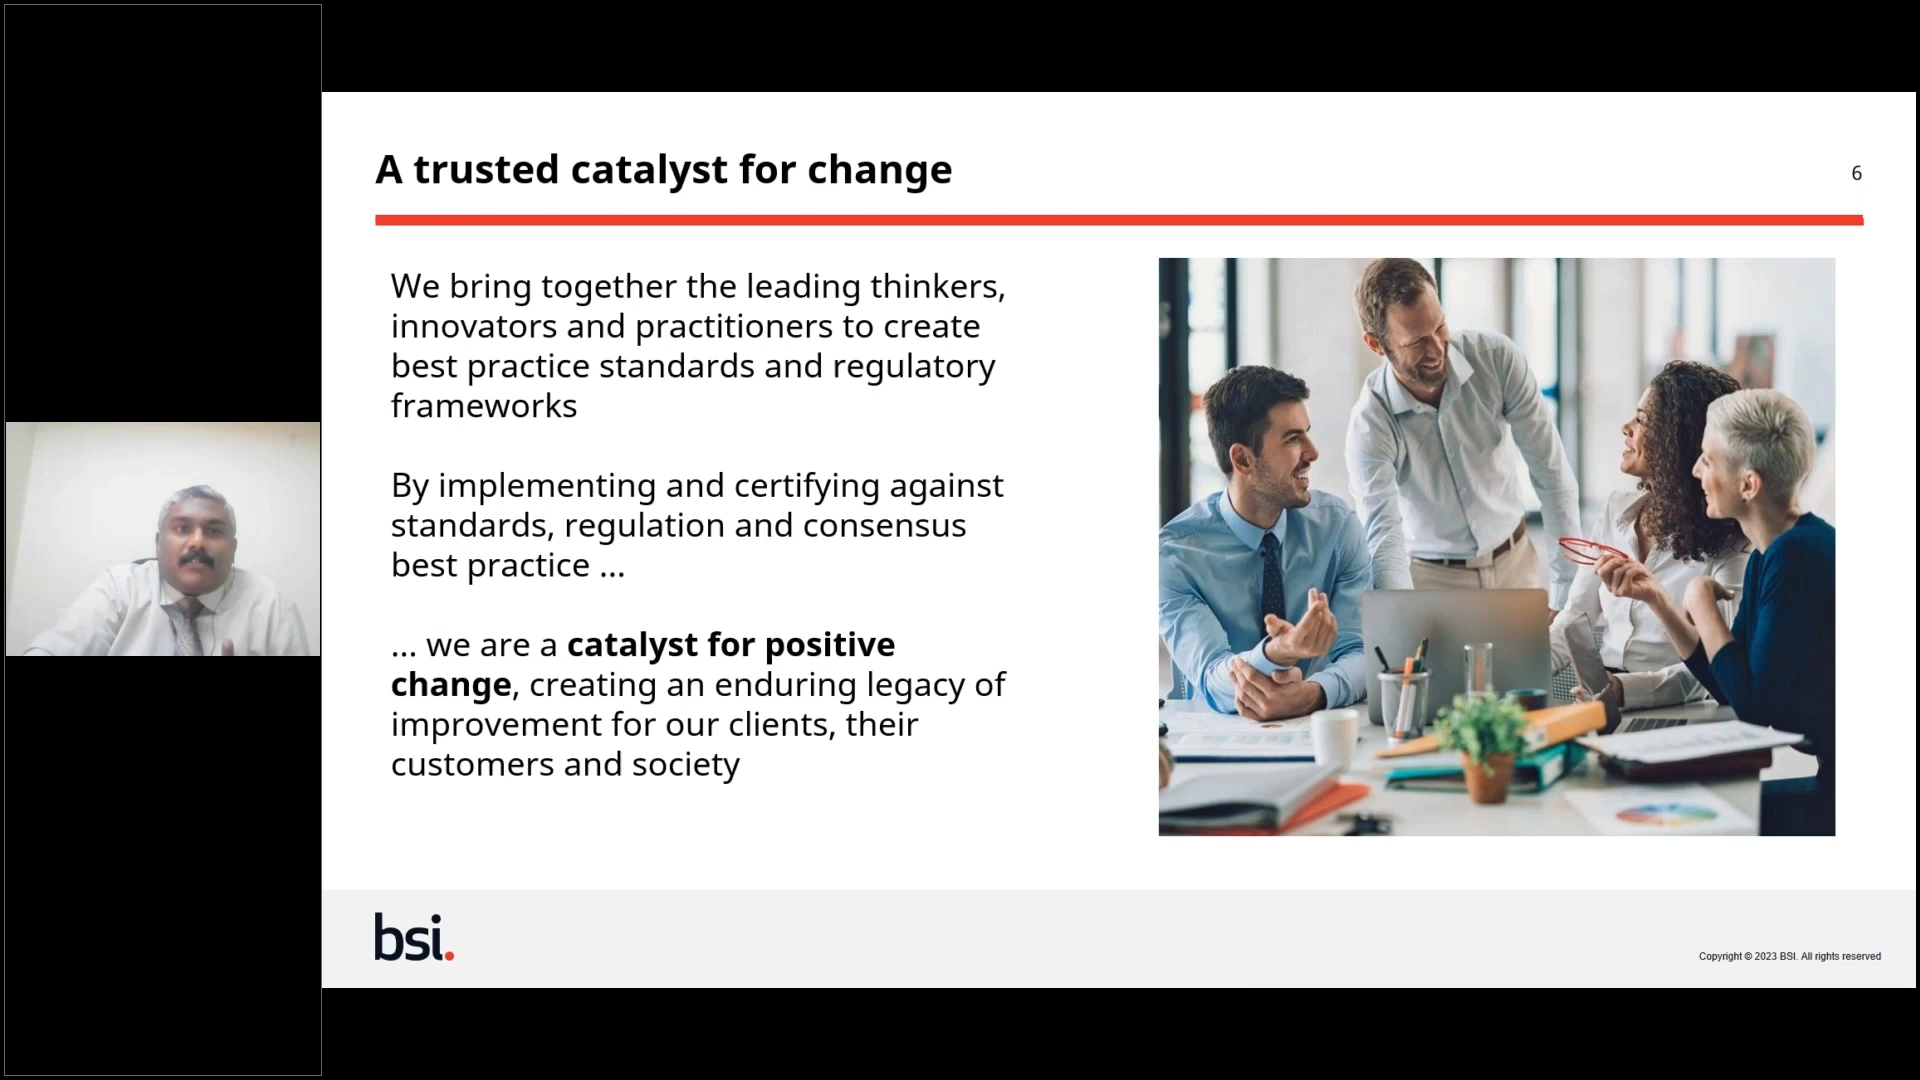 A trusted catalyst for change
6
We bring together the leading thinkers,
innovators and practitioners to create
best practice standards and regulatory
frameworks
By implementing and certifying against
standards, regulation and consensus
best practice ...
... we are a catalyst for positive
change, creating an enduring legacy of
improvement for our clients, their
customers and society
bsi.
Copyright © 2023 BSI. All rights reserved